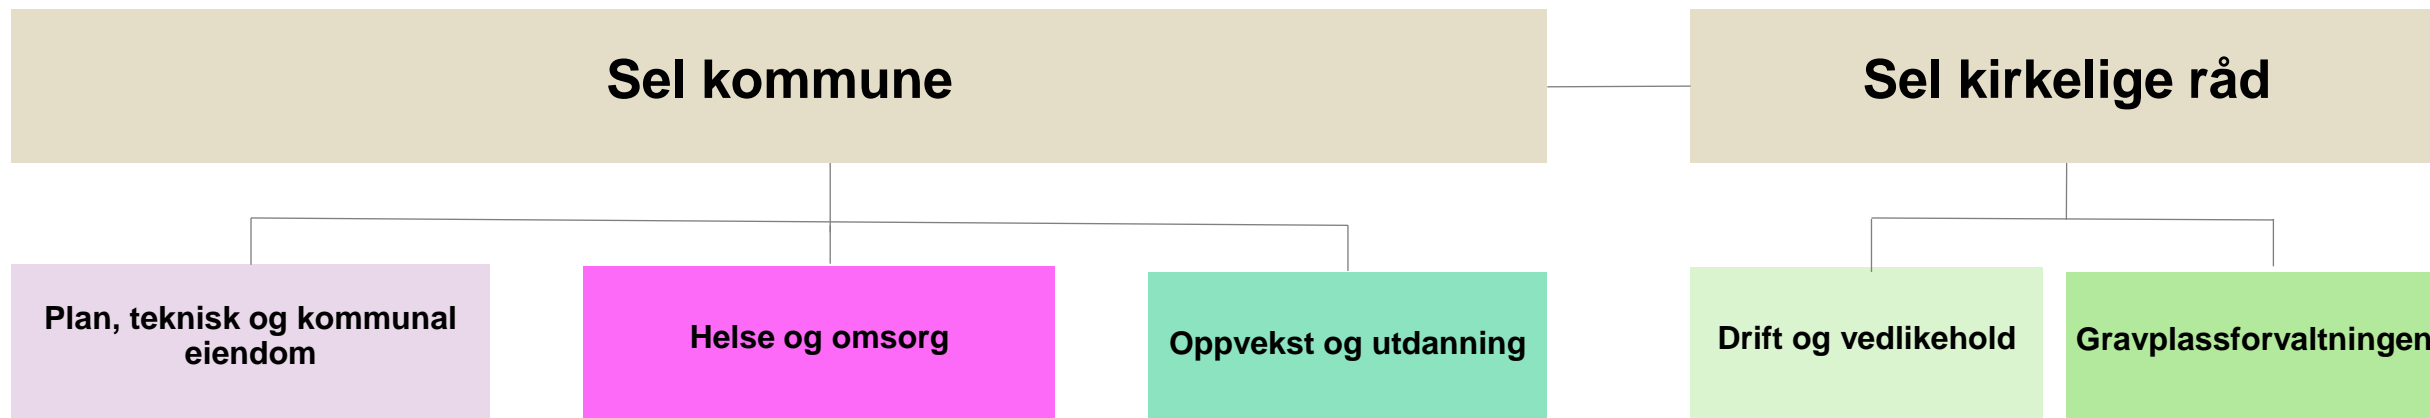 Sel kommune
Sel kirkelige råd
Plan, teknisk og kommunal
eiendom
Helse og omsorg
Oppvekst og utdanning
Drift og vedlikehold
Gravplassforvaltningen